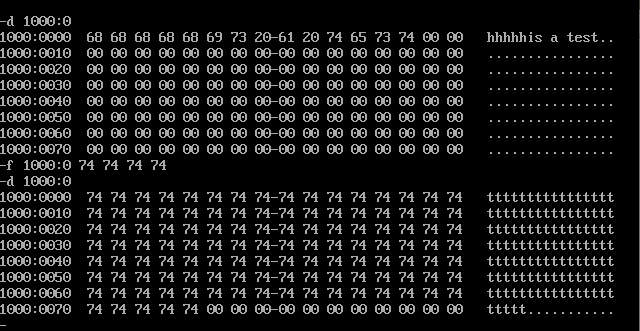 -d 1000:0
1000:0000  68 68 68 68 68 69 73 20-61 20 74 65 73 74 00 00   hhhhhis a test..
1000:0010  00 00 00 00 00 00 00 00-00 00 00 00 00 00 00 00   ................
1000:0020  00 00 00 00 00 00 00 00-00 00 00 00 00 00 00 00   ................
1000:0030  00 00 00 00 00 00 00 00-00 00 00 00 00 00 00 00   ................
1000:0040  00 00 00 00 00 00 00 00-00 00 00 00 00 00 00 00   ................
1000:0050  00 00 00 00 00 00 00 00-00 00 00 00 00 00 00 00   ................
1000:0060  00 00 00 00 00 00 00 00-00 00 00 00 00 00 00 00   ................
1000:0070  00 00 00 00 00 00 00 00-00 00 00 00 00 00 00 00   ................
-f 1000:0 74 74 74 74
-d 1000:0
1000:0000  74 74 74 74 74 74 74 74-74 74 74 74 74 74 74 74   tttttttttttttttt
1000:0010  74 74 74 74 74 74 74 74-74 74 74 74 74 74 74 74   tttttttttttttttt
1000:0020  74 74 74 74 74 74 74 74-74 74 74 74 74 74 74 74   tttttttttttttttt
1000:0030  74 74 74 74 74 74 74 74-74 74 74 74 74 74 74 74   tttttttttttttttt
1000:0040  74 74 74 74 74 74 74 74-74 74 74 74 74 74 74 74   tttttttttttttttt
1000:0050  74 74 74 74 74 74 74 74-74 74 74 74 74 74 74 74   tttttttttttttttt
1000:0060  74 74 74 74 74 74 74 74-74 74 74 74 74 74 74 74   tttttttttttttttt
1000:0070  74 74 74 74 74 00 00 00-00 00 00 00 00 00 00 00   ttttt...........
-